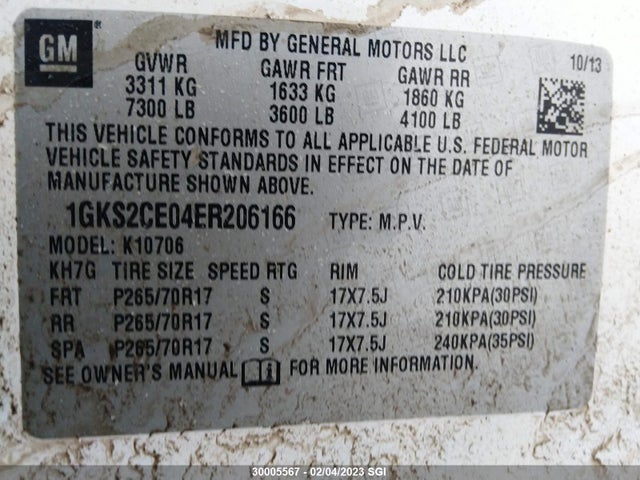 GM
MFD BY GENERAL MOTORS LLC
10/13
GVWR GAWR FRT GAWR RR
3311 KG 1633 KG 1860 KG
7300 LB 3600 LB 4100 LB
THIS VEHICLE CONFORMS TO ALL APPLICABLE U.S. FEDERAL MOTOR
VEHICLE SAFETY STANDARDS IN EFFECT ON THE DATE OF
MANUFACTURE SHOWN ABOVE.
1GKS2CE04ER206166 TYPE: M.P.V.
MODEL: K10706
KH7G TIRE SIZE SPEED RTG RIM COLD TIRE PRESSURE
FRT P265/70R17 S 17X7.5J 210KPA(30PSI)
RR P265/70R17 S 17X7.5J 210KPA(30PSI)
SPA P265/70R17 S 17X7.5J 240KPA(35PSI)
SEE OWNER'S MANUAL FOR MORE INFORMATION.
30005567 - 02/04/2023 SGI